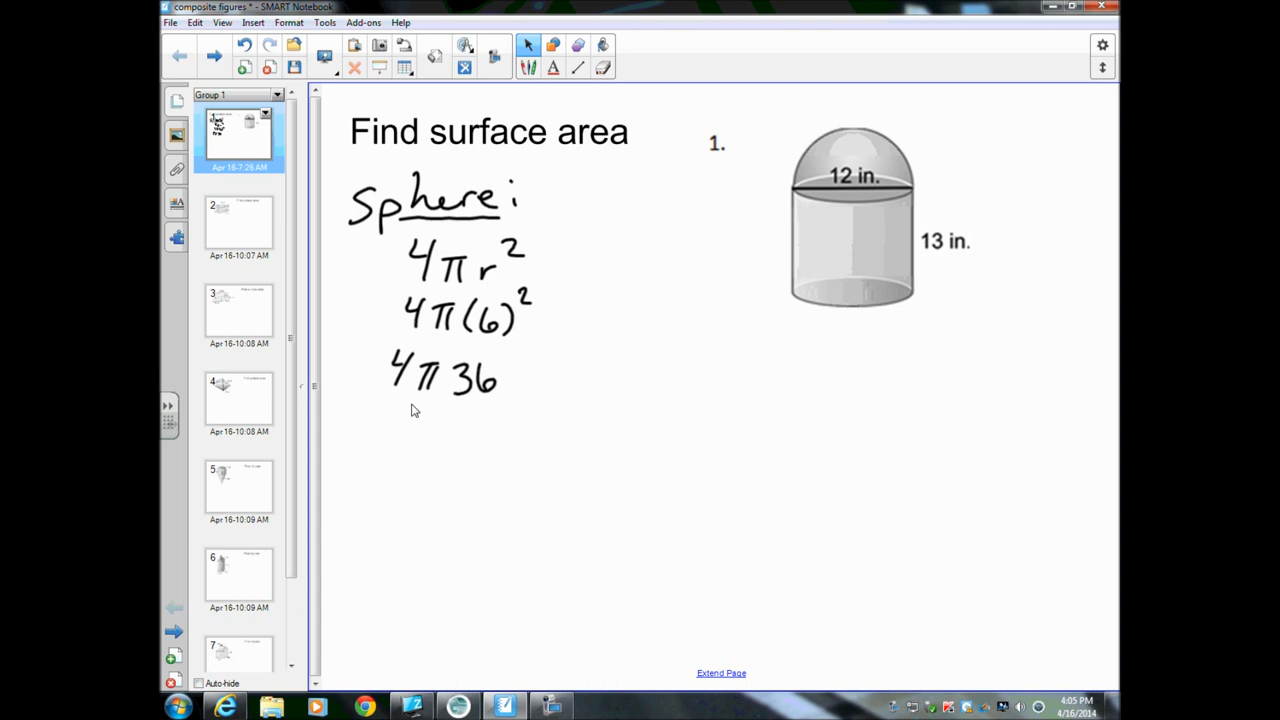 composite figures * - SMART Notebook
File Edit View Insert Format Tools Add-ons Help
Group 1
1
Apr 16-7:26 AM
2
Apr 16-10:07 AM
3
Apr 16-10:08 AM
4
Apr 16-10:08 AM
5
Apr 16-10:09 AM
6
Apr 16-10:09 AM
7
Auto-hide
Find surface area
Sphere:
4πr²
4π(6)²
4π36
1.
12 in.
13 in.
Extend Page
4:05 PM
4/16/2014